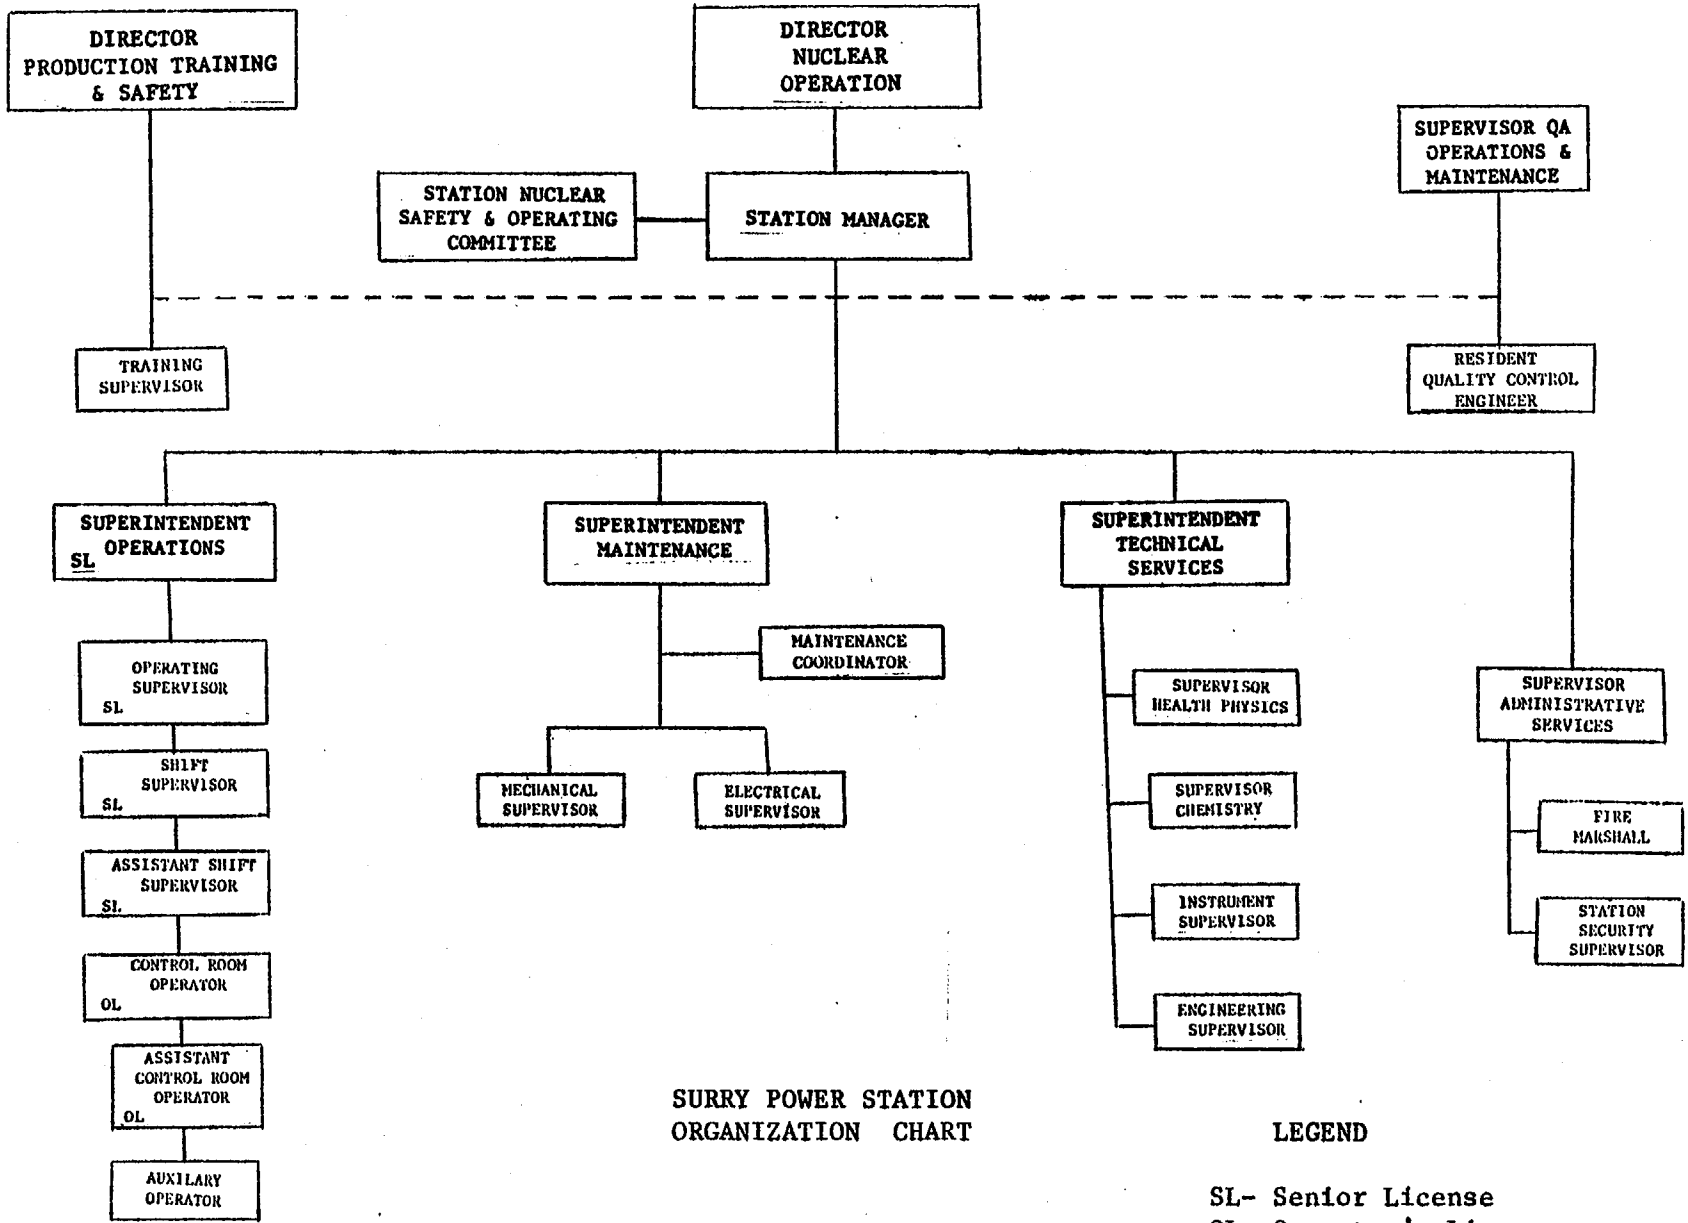 DIRECTOR
PRODUCTION TRAINING
& SAFETY
DIRECTOR
NUCLEAR
OPERATION
SUPERVISOR QA
OPERATIONS &
MAINTENANCE
STATION NUCLEAR
SAFETY & OPERATING
COMMITTEE
STATION MANAGER
TRAINING
SUPERVISOR
RESIDENT
QUALITY CONTROL
ENGINEER
SUPERINTENDENT
OPERATIONS
SL
SUPERINTENDENT
MAINTENANCE
SUPERINTENDENT
TECHNICAL
SERVICES
OPERATING
SUPERVISOR
SL
MAINTENANCE
COORDINATOR
SUPERVISOR
HEALTH PHYSICS
SUPERVISOR
ADMINISTRATIVE
SERVICES
SHIFT
SUPERVISOR
SL
MECHANICAL
SUPERVISOR
ELECTRICAL
SUPERVISOR
SUPERVISOR
CHEMISTRY
FIRE
MARSHALL
ASSISTANT SHIFT
SUPERVISOR
SL
INSTRUMENT
SUPERVISOR
STATION
SECURITY
SUPERVISOR
CONTROL ROOM
OPERATOR
OL
ENGINEERING
SUPERVISOR
ASSISTANT
CONTROL ROOM
OPERATOR
OL
AUXILARY
OPERATOR
SURRY POWER STATION
ORGANIZATION CHART
LEGEND
SL- Senior License